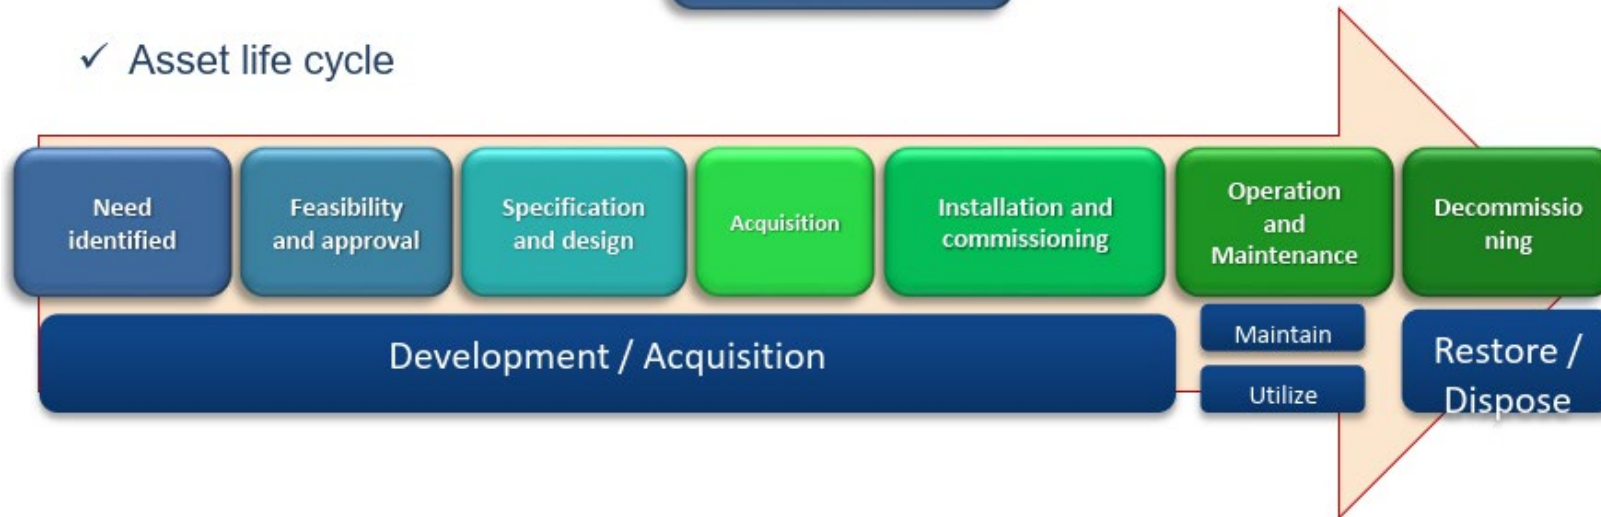 ✓ Asset life cycle
Need
identified
Feasibility
and approval
Specification
and design
Acquisition
Installation and
commissioning
Operation
and
Maintenance
Decommissio
ning
Development / Acquisition
Maintain
Utilize
Restore /
Dispose